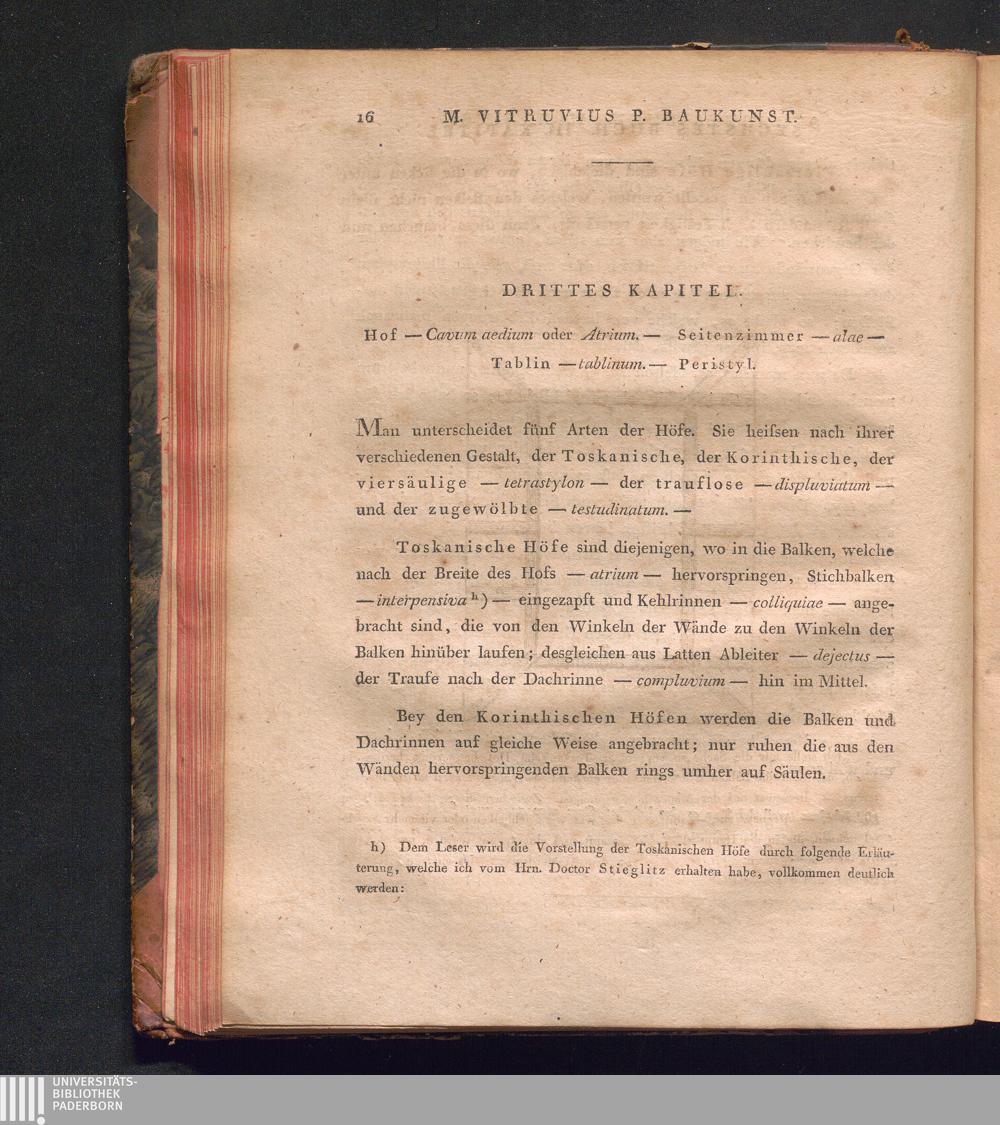 16 M. VITRUVIUS P. BAUKUNST.
DRITTES KAPITEL.
Hof — Cavum aedium oder Atrium. — Seitenzimmer — alae —
Tablin — tablinum. — Peristyl.
Man unterscheidet fünf Arten der Höfe. Sie heifsen nach ihrer
verschiedenen Gestalt, der Toskanische, der Korinthische, der
viersäulige — tetrastylon — der trauflose — displuviatum —
und der zugewölbte — testudinatum. —
Toskanische Höfe sind diejenigen, wo in die Balken, welche
nach der Breite des Hofs — atrium — hervorspringen, Stichbalken
— interpensiva h) — eingezapft und Kehlrinnen — colliquiae — ange-
bracht sind, die von den Winkeln der Wände zu den Winkeln der
Balken hinüber laufen; desgleichen aus Latten Ableiter — dejectus —
der Traufe nach der Dachrinne — compluvium — hin im Mittel.
Bey den Korinthischen Höfen werden die Balken und
Dachrinnen auf gleiche Weise angebracht; nur ruhen die aus den
Wänden hervorspringenden Balken rings umher auf Säulen.
h) Dem Leser wird die Vorstellung der Toskanischen Höfe durch folgende Erläu-
terung, welche ich vom Hrn. Doctor Stieglitz erhalten habe, vollkommen deutlich
werden:
UNIVERSITÄTS-
BIBLIOTHEK
PADERBORN